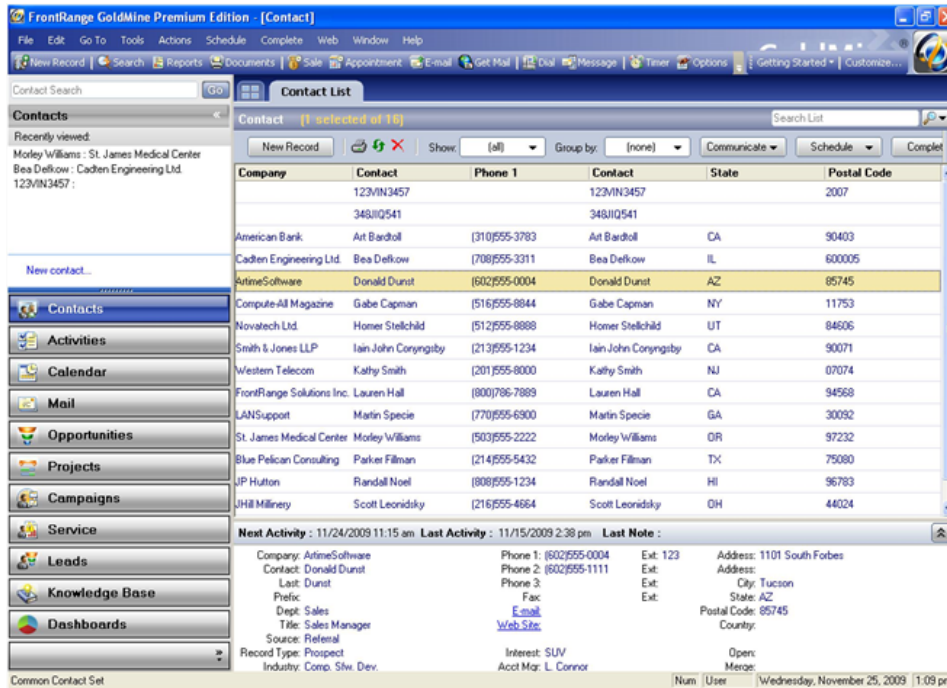 FrontRange GoldMine Premium Edition - [Contact]
File Edit Go To Tools Actions Schedule Complete Web Window Help
New Record Search Reports Documents Sale Appointment E-mail Get Mail Dial Message Timer Options Getting Started Customize...
Contact Search Go Contact List
Contacts
Contact (1 selected of 16) Search List
Recently viewed:
Morley Williams : St. James Medical Center
Bea Defkow : Cadten Engineering Ltd.
123VIN3457 :
New contact...
New Record Show: (all) Group by: (none) Communicate Schedule Complet
Company Contact Phone 1 Contact State Postal Code
123VIN3457 123VIN3457 2007
348JIQ541 348JIQ541
American Bank Art Bardtoll (310)555-3783 Art Bardtoll CA 90403
Cadten Engineering Ltd. Bea Defkow (708)555-3311 Bea Defkow IL 600005
ArtimeSoftware Donald Dunst (602)555-0004 Donald Dunst AZ 85745
Compute-All Magazine Gabe Capman (516)555-8844 Gabe Capman NY 11753
Novatech Ltd. Homer Stellchild (512)555-8888 Homer Stellchild UT 84606
Smith & Jones LLP Iain John Conyngsby (213)555-1234 Iain John Conyngsby CA 90071
Western Telecom Kathy Smith (201)555-8000 Kathy Smith NJ 07074
FrontRange Solutions Inc. Lauren Hall (800)786-7889 Lauren Hall CA 94568
LANSupport Martin Specie (770)555-6900 Martin Specie GA 30092
St. James Medical Center Morley Williams (503)555-2222 Morley Williams OR 97232
Blue Pelican Consulting Parker Fillman (214)555-5432 Parker Fillman TX 75080
JP Hutton Randall Noel (808)555-1234 Randall Noel HI 96783
JHill Millinery Scott Leonidsky (216)555-4664 Scott Leonidsky OH 44024
Contacts
Activities
Calendar
Mail
Opportunities
Projects
Campaigns
Service
Leads
Knowledge Base
Dashboards
Next Activity : 11/24/2009 11:15 am Last Activity : 11/15/2009 2:38 pm Last Note :
Company: ArtimeSoftware Phone 1: (602)555-0004 Ext: 123 Address: 1101 South Forbes
Contact: Donald Dunst Phone 2: (602)555-1111 Ext: Address:
Last: Dunst Phone 3: Ext: City: Tucson
Prefix: Fax: Ext: State: AZ
Dept: Sales E-mail: Postal Code: 85745
Title: Sales Manager Web Site: Country:
Source: Referral
Record Type: Prospect Interest: SUV Open:
Industry: Comp. Sfw. Dev. Acct Mgr: L. Connor Merge:
Common Contact Set Num User Wednesday, November 25, 2009 1:09 pm